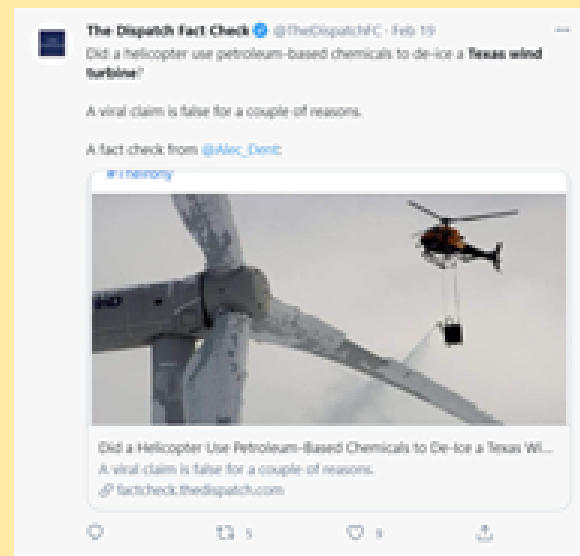 The Dispatch Fact Check @TheDispatchFC · Feb 19
Did a helicopter use petroleum-based chemicals to de-ice a Texas wind
turbine?
A viral claim is false for a couple of reasons.
A fact check from @Alec_Dent:
#TheIrony
Did a Helicopter Use Petroleum-Based Chemicals to De-Ice a Texas Wi...
A viral claim is false for a couple of reasons.
factcheck.thedispatch.com
5 9